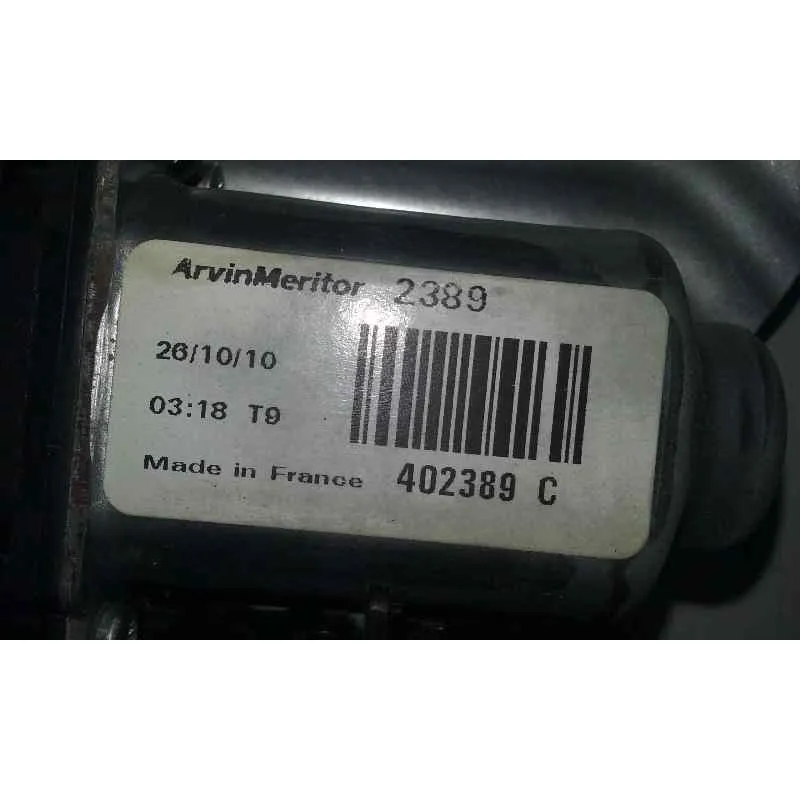 ArvinMeritor 2389
26/10/10
03:18 T9
Made in France 402389 C